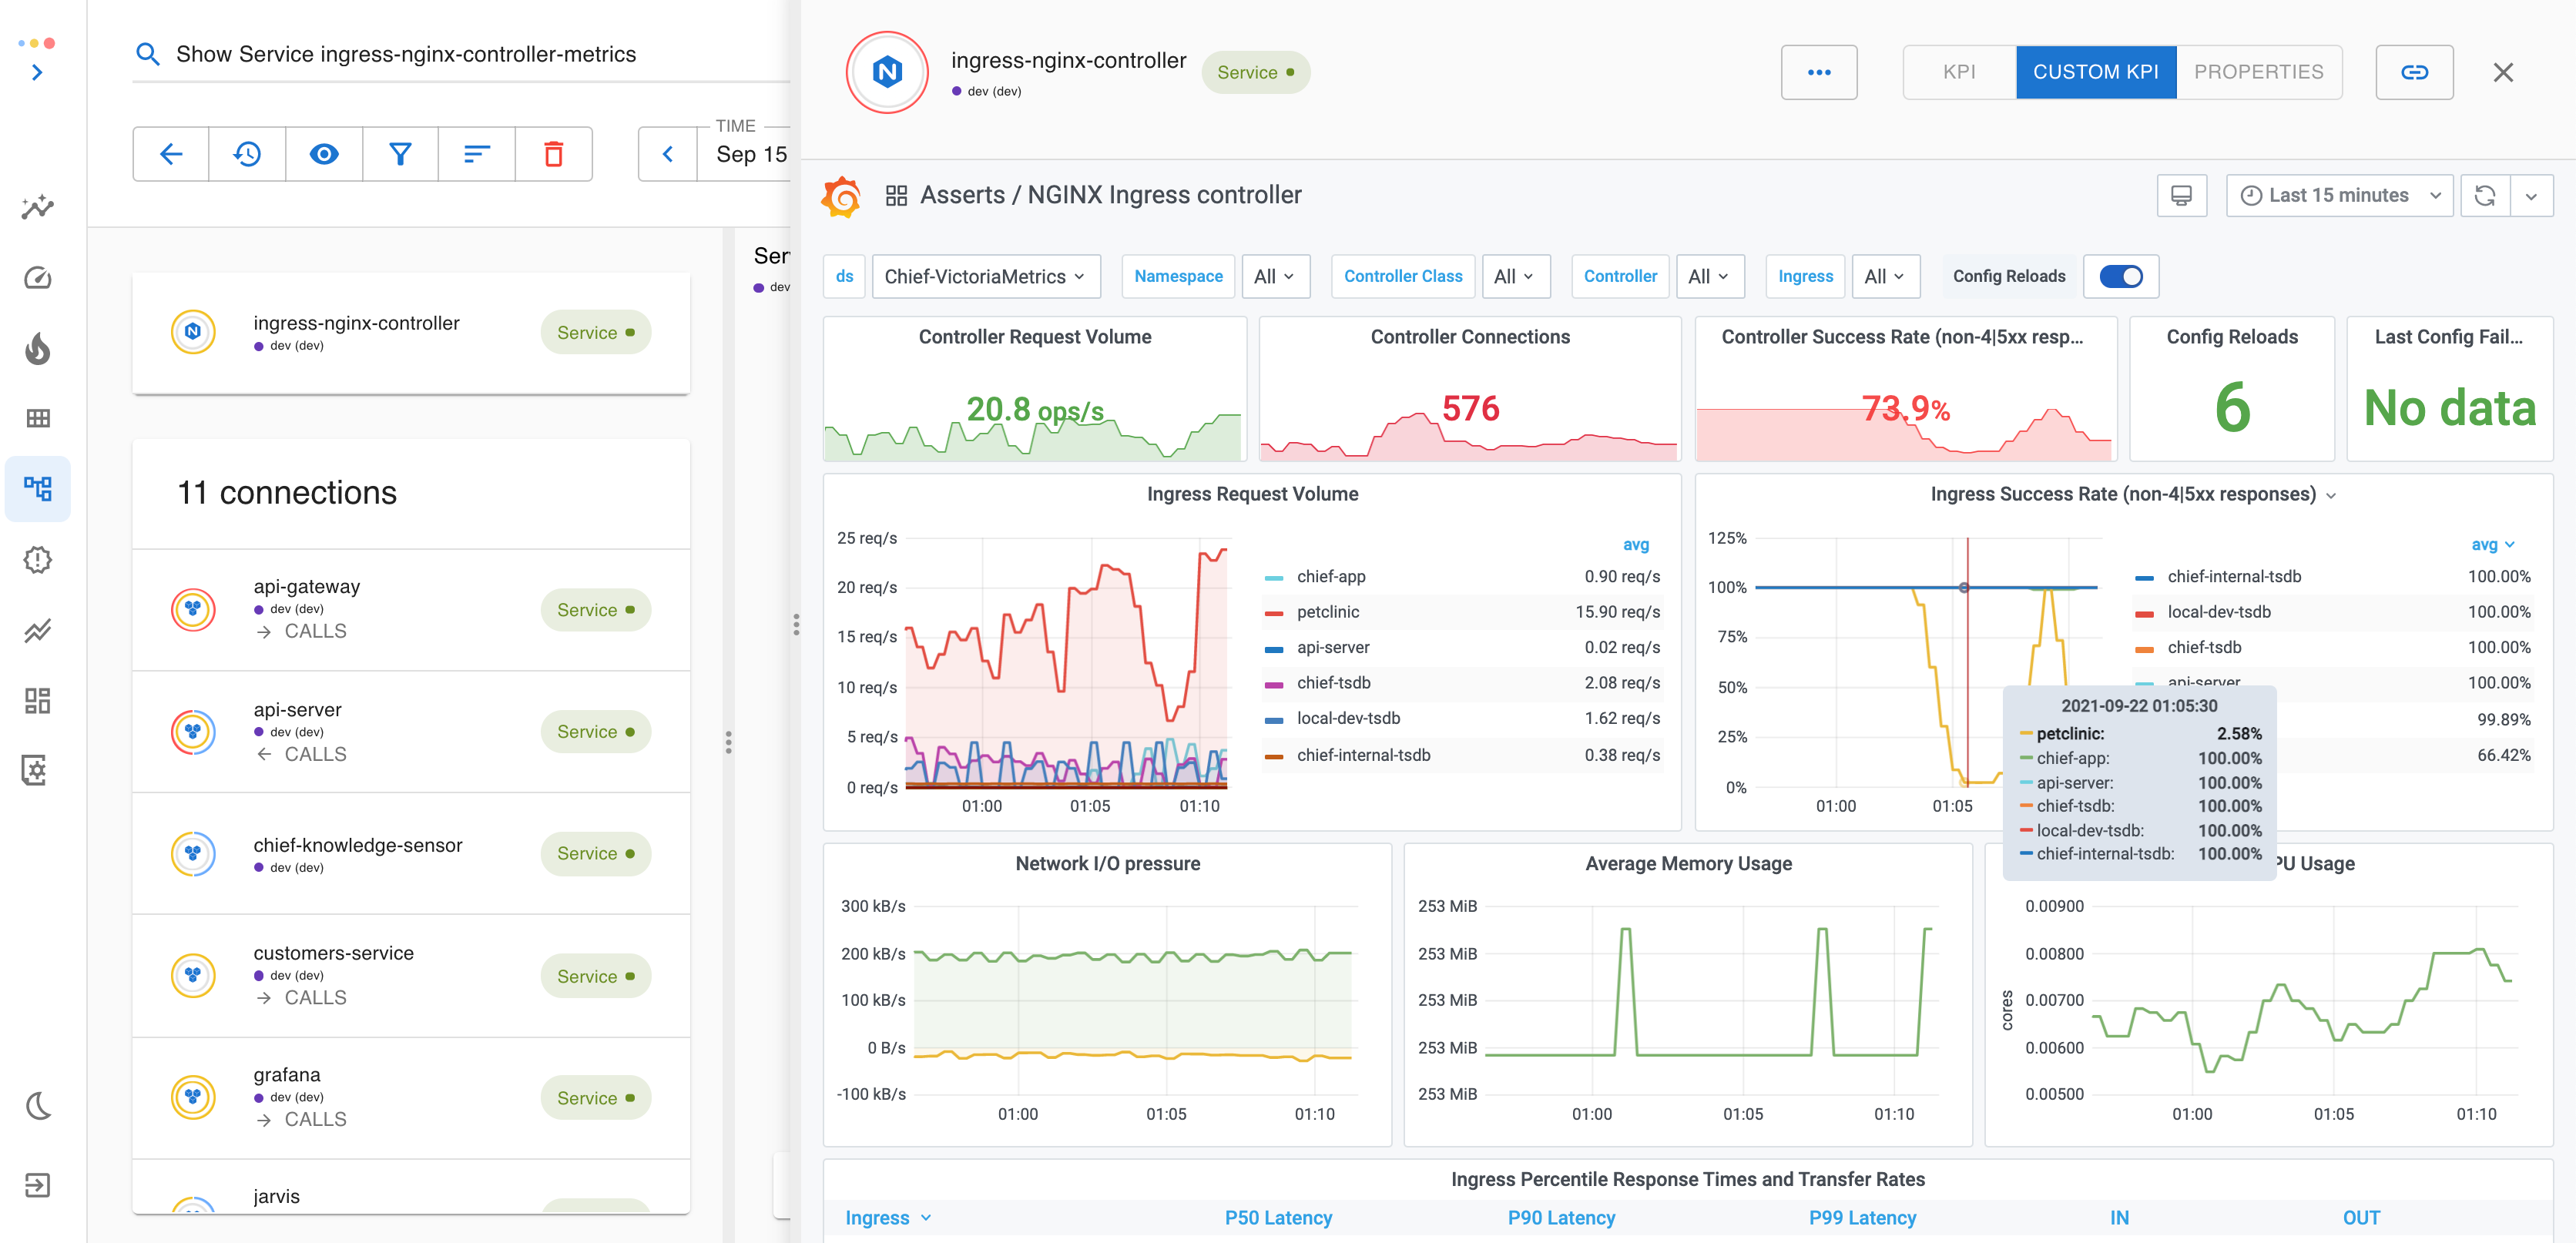 Show Service ingress-nginx-controller-metrics
TIME
Sep 15
ingress-nginx-controller
dev (dev)
Service
11 connections
api-gateway
dev (dev)
→ CALLS
Service
api-server
dev (dev)
← CALLS
Service
chief-knowledge-sensor
dev (dev)
Service
customers-service
dev (dev)
→ CALLS
Service
grafana
dev (dev)
→ CALLS
Service
jarvis
Ser
dev
ingress-nginx-controller
dev (dev)
Service
KPI
CUSTOM KPI
PROPERTIES
Asserts / NGINX Ingress controller
Last 15 minutes
ds
Chief-VictoriaMetrics
Namespace
All
Controller Class
All
Controller
All
Ingress
All
Config Reloads
Controller Request Volume
20.8 ops/s
Controller Connections
576
Controller Success Rate (non-4|5xx resp...
73.9%
Config Reloads
6
Last Config Fail...
No data
Ingress Request Volume
25 req/s
20 req/s
15 req/s
10 req/s
5 req/s
0 req/s
01:00
01:05
01:10
avg
chief-app 0.90 req/s
petclinic 15.90 req/s
api-server 0.02 req/s
chief-tsdb 2.08 req/s
local-dev-tsdb 1.62 req/s
chief-internal-tsdb 0.38 req/s
Ingress Success Rate (non-4|5xx responses)
125%
100%
75%
50%
25%
0%
01:00
01:05
avg
chief-internal-tsdb 100.00%
local-dev-tsdb 100.00%
chief-tsdb 100.00%
api-server 100.00%
99.89%
66.42%
2021-09-22 01:05:30
petclinic: 2.58%
chief-app: 100.00%
api-server: 100.00%
chief-tsdb: 100.00%
local-dev-tsdb: 100.00%
chief-internal-tsdb: 100.00%
Network I/O pressure
300 kB/s
200 kB/s
100 kB/s
0 B/s
-100 kB/s
01:00
01:05
01:10
Average Memory Usage
253 MiB
253 MiB
253 MiB
253 MiB
253 MiB
01:00
01:05
01:10
PU Usage
cores
0.00900
0.00800
0.00700
0.00600
0.00500
01:00
01:05
01:10
Ingress Percentile Response Times and Transfer Rates
Ingress
P50 Latency
P90 Latency
P99 Latency
IN
OUT